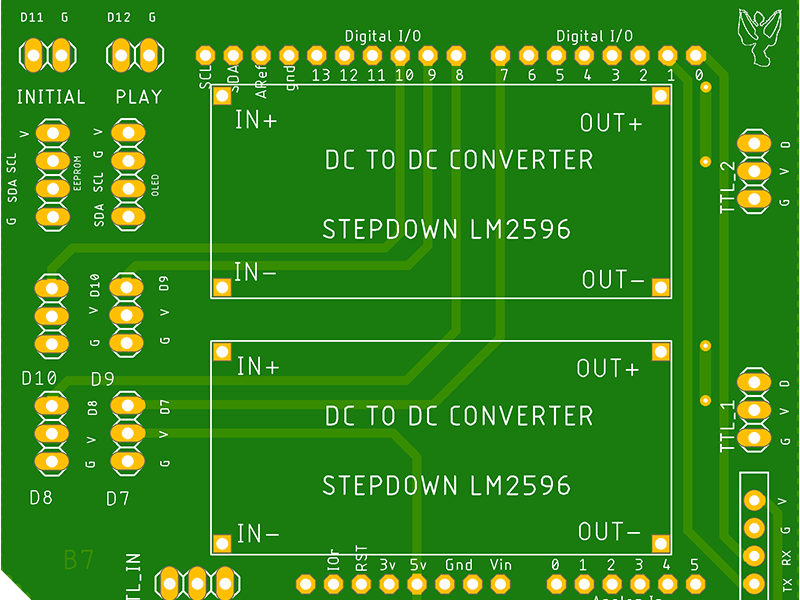 D11 G
D12 G
Digital I/O
Digital I/O
SCL
SDA
ARef
gnd
13 12 11 10 9 8
7 6 5 4 3 2 1 0
INITIAL
PLAY
V
SDA SCL
G
EEPROM
V
G
SCL
SDA
OLED
IN+
OUT+
DC TO DC CONVERTER
STEPDOWN LM2596
IN-
OUT-
TTL_2
D
V
G
D10
V
G
D9
V
G
D10
D9
IN+
OUT+
DC TO DC CONVERTER
STEPDOWN LM2596
IN-
OUT-
TTL_1
D
V
G
D8
V
G
D7
V
G
D8
D7
B7
TL_IN
IOr
RST
3v 5v Gnd Vin
0 1 2 3 4 5
Analog In
V
G
RX
TX